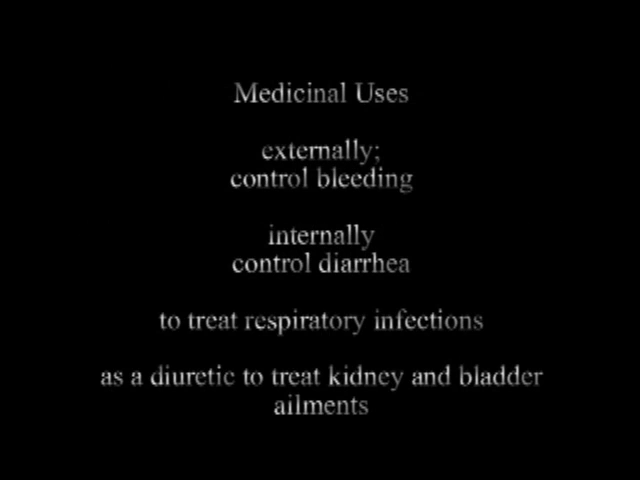 Medicinal Uses
externally;
control bleeding
internally
control diarrhea
to treat respiratory infections
as a diuretic to treat kidney and bladder
ailments